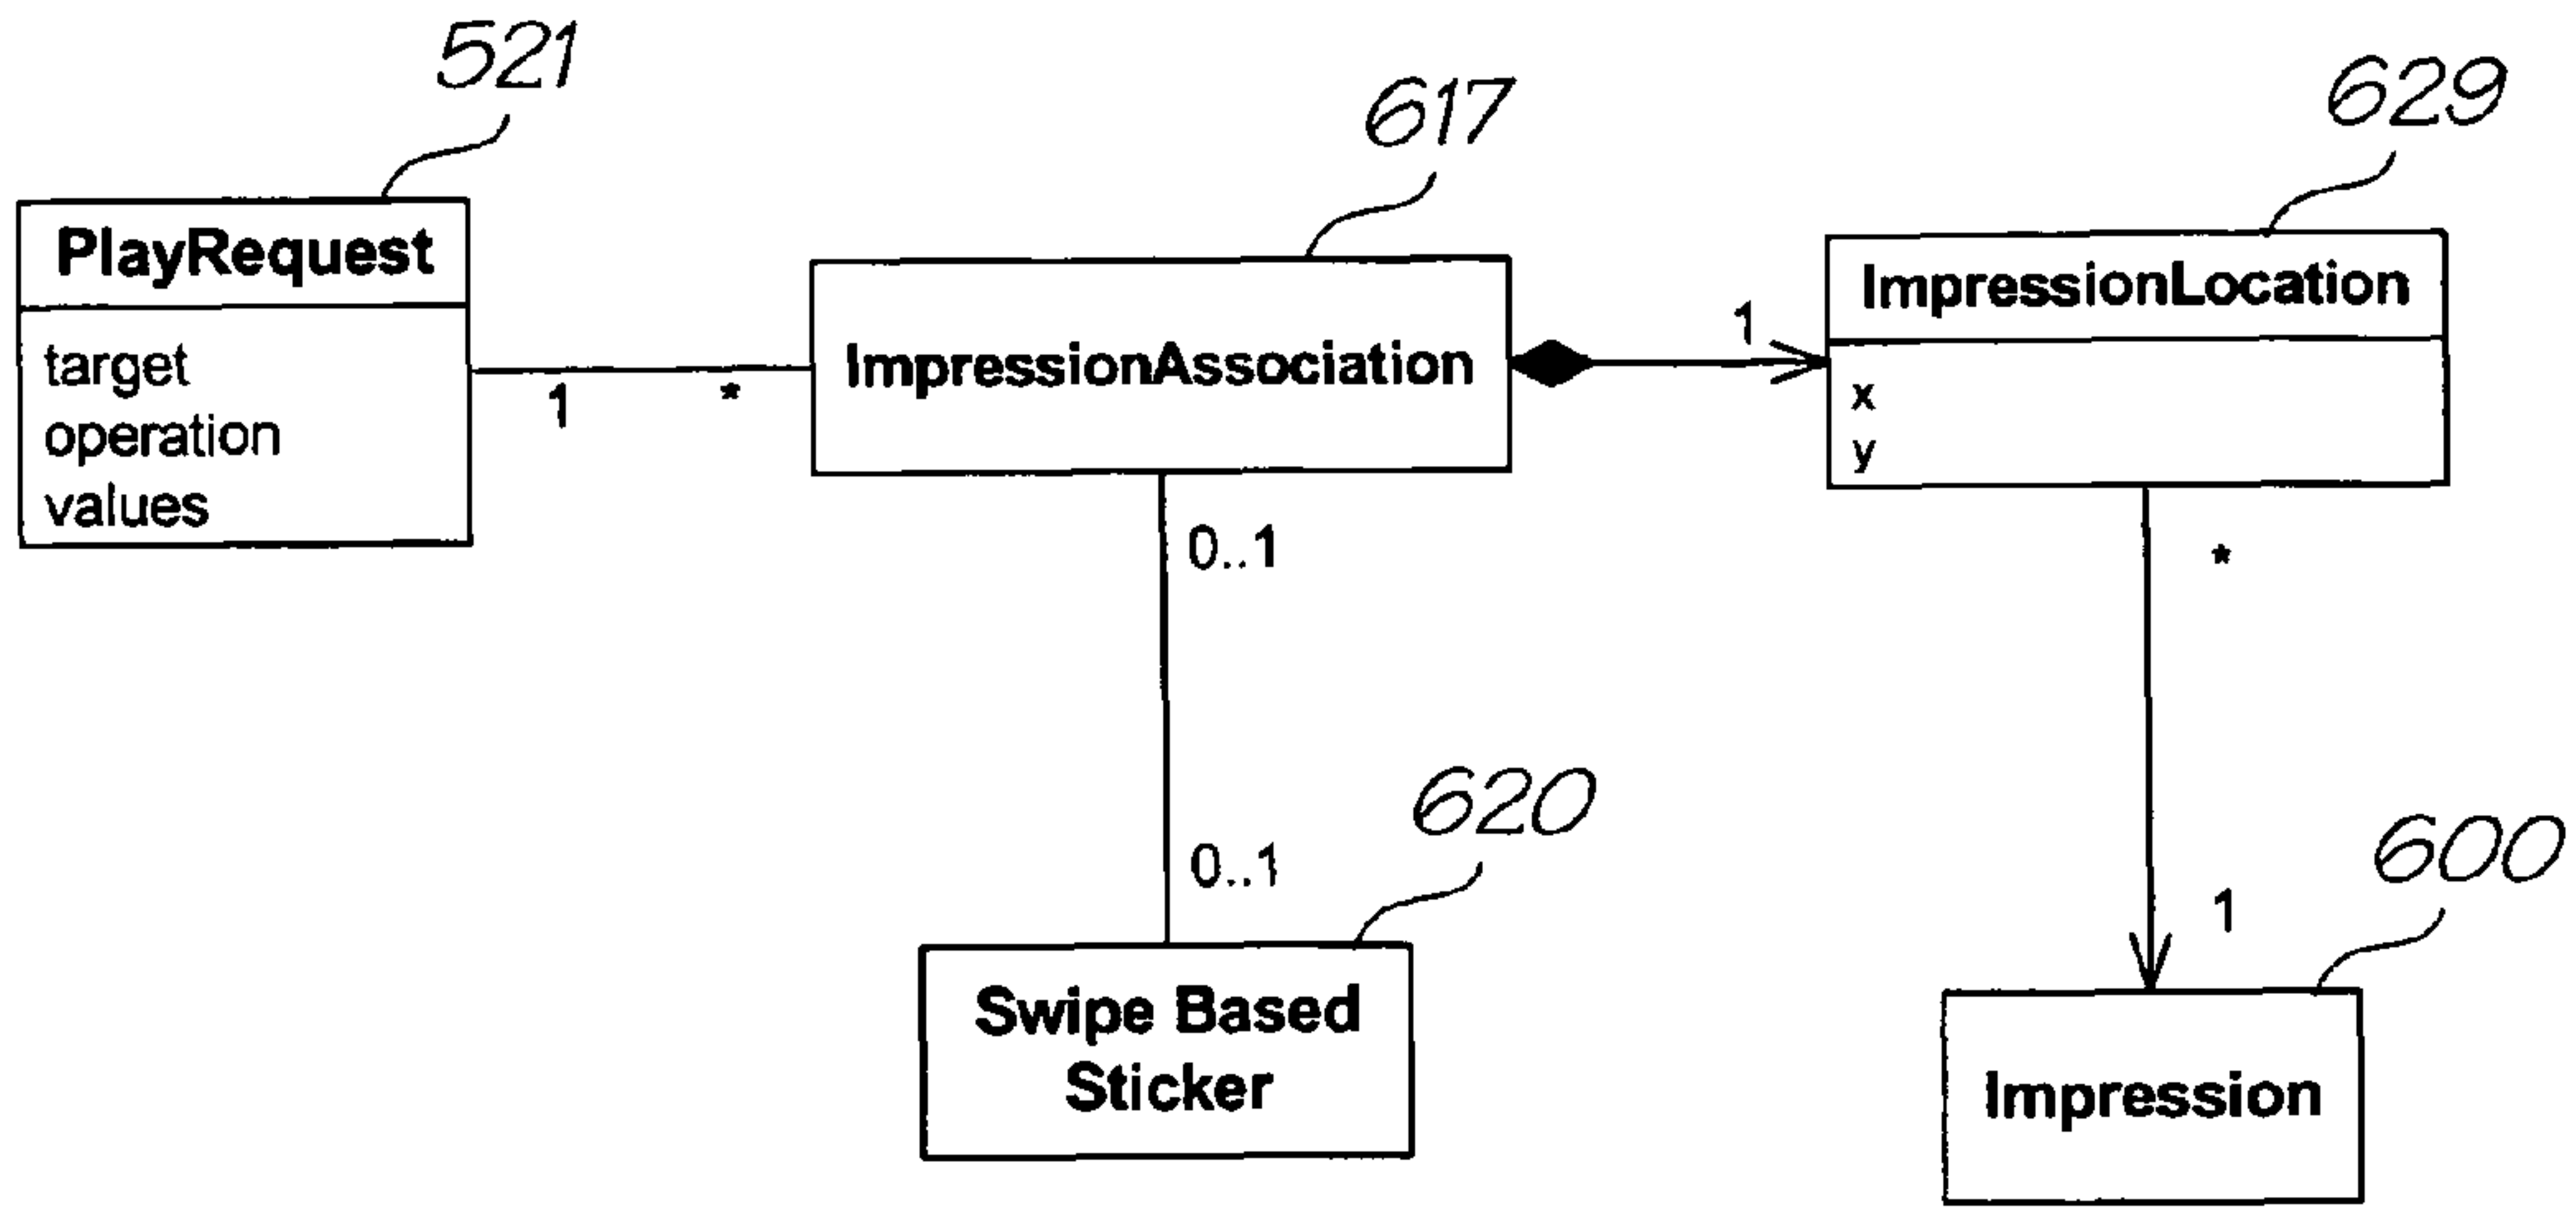 521
617
629
PlayRequest
target
operation
values
1
*
ImpressionAssociation
1
ImpressionLocation
x
y
0..1
0..1
*
1
620
600
Swipe Based
Sticker
Impression